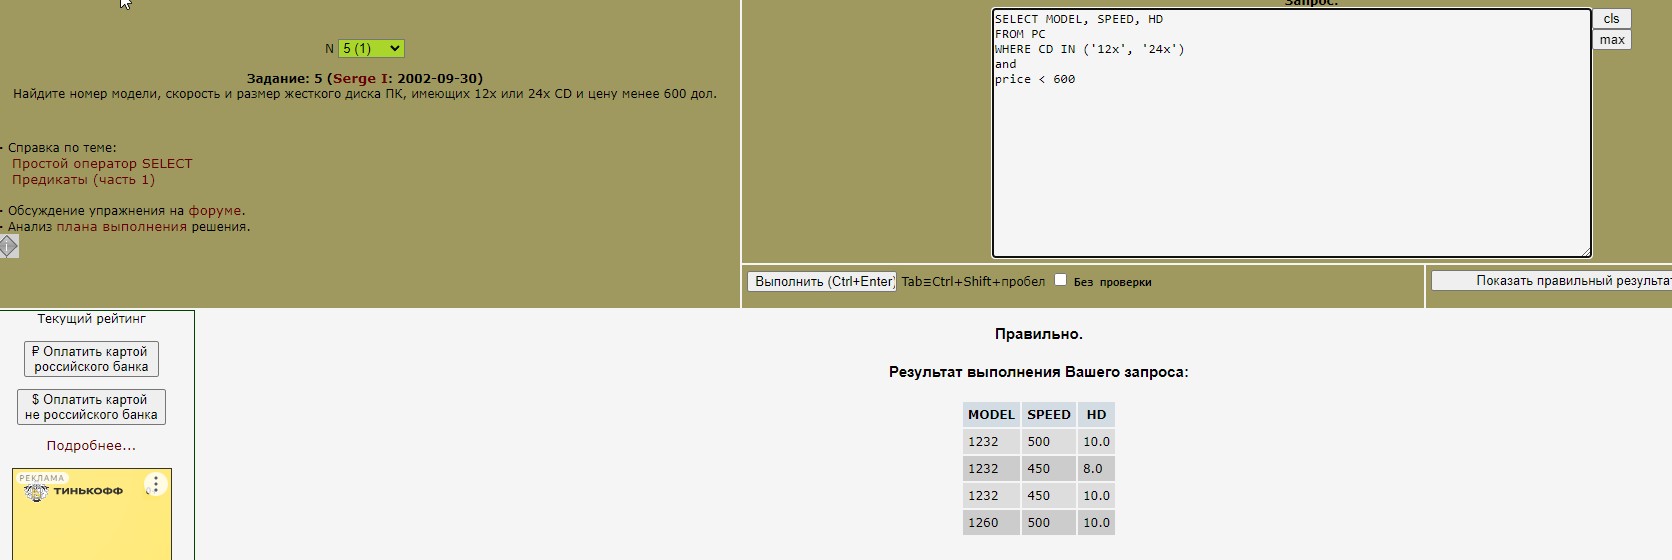 N 5 (1)
Задание: 5 (Serge I: 2002-09-30)
Найдите номер модели, скорость и размер жесткого диска ПК, имеющих 12x или 24x CD и цену менее 600 дол.
- Справка по теме:
Простой оператор SELECT
Предикаты (часть 1)
- Обсуждение упражнения на форуме.
- Анализ плана выполнения решения.
Запрос:
SELECT MODEL, SPEED, HD
FROM PC
WHERE CD IN ('12x', '24x')
and
price < 600
cls
max
Выполнить (Ctrl+Enter) Tab≡Ctrl+Shift+пробел Без проверки
Показать правильный результат
Текущий рейтинг
₽ Оплатить картой
российского банка
$ Оплатить картой
не российского банка
Подробнее...
РЕКЛАМА
ТИНЬКОФФ
Правильно.
Результат выполнения Вашего запроса:
MODEL SPEED HD
1232 500 10.0
1232 450 8.0
1232 450 10.0
1260 500 10.0